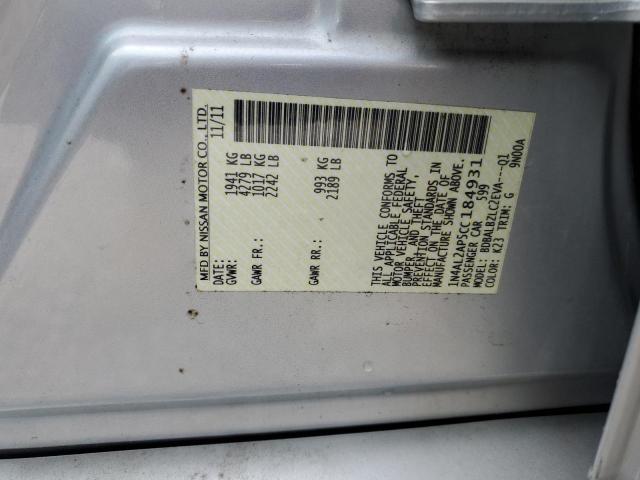 MFD BY NISSAN MOTOR CO., LTD.
DATE: 11/11
GVWR: 1941 KG
4279 LB
GAWR FR.: 1017 KG
2242 LB
GAWR RR.: 993 KG
2189 LB
THIS VEHICLE CONFORMS TO
ALL APPLICABLE FEDERAL
MOTOR VEHICLE SAFETY,
BUMPER, AND THEFT
PREVENTION STANDARDS IN
EFFECT ON THE DATE OF
MANUFACTURE SHOWN ABOVE.
1N4AL2AP5CC184931
PASSENGER CAR 599
MODEL: BDBALBZLC2EVA---QI
COLOR: K23 TRIM: G 9N00A